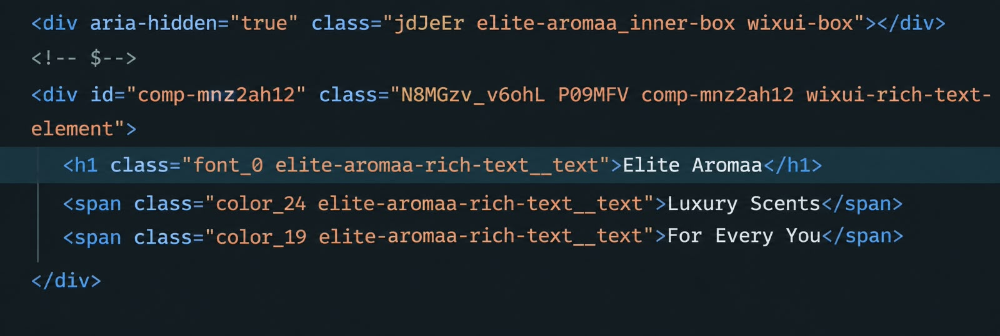 <div aria-hidden="true" class="jdJeEr elite-aromaa_inner-box wixui-box"></div>
<!-- $-->
<div id="comp-mnz2ah12" class="N8MGzv_v6ohL P09MFV comp-mnz2ah12 wixui-rich-text-
element">
<h1 class="font_0 elite-aromaa-rich-text__text">Elite Aromaa</h1>
<span class="color_24 elite-aromaa-rich-text__text">Luxury Scents</span>
<span class="color_19 elite-aromaa-rich-text__text">For Every You</span>
</div>